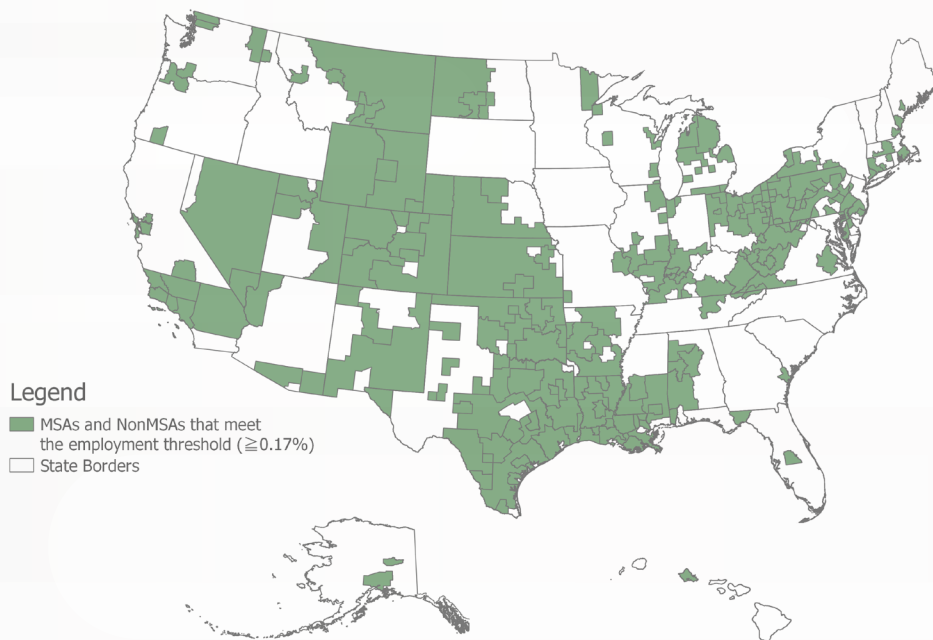 Legend
MSAs and NonMSAs that meet
the employment threshold (≧0.17%)
State Borders